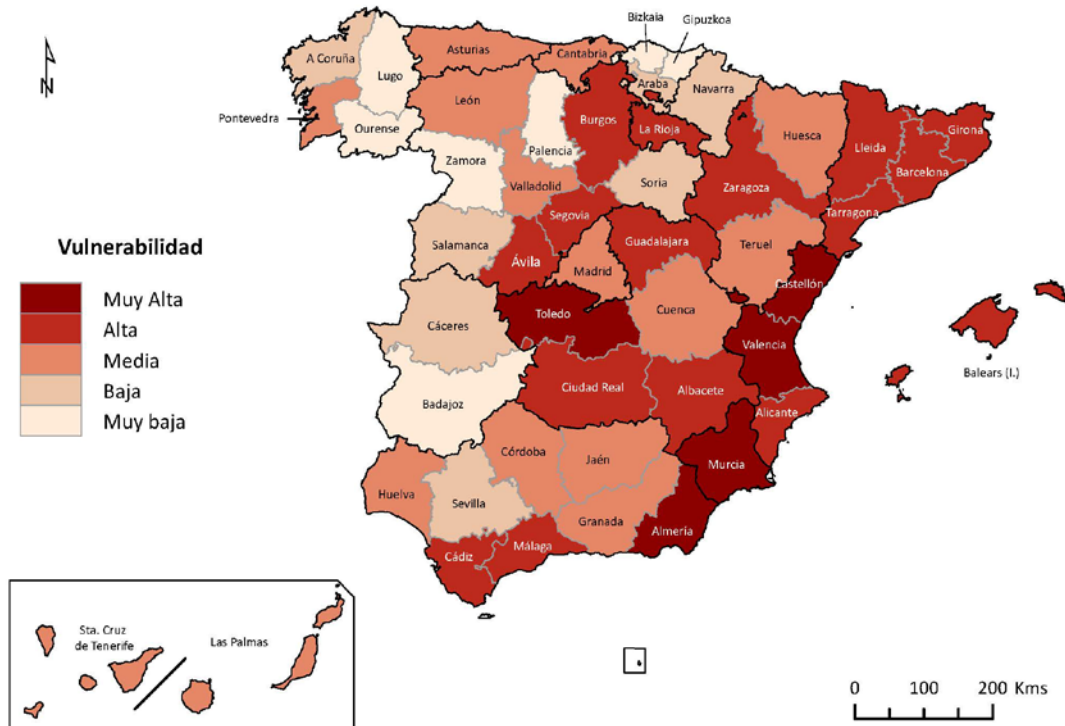 N
Bizkaia
Gipuzkoa
A Coruña
Lugo
Asturias
Cantabria
Araba
Navarra
Pontevedra
Ourense
León
Palencia
Burgos
La Rioja
Huesca
Lleida
Girona
Barcelona
Zamora
Valladolid
Soria
Zaragoza
Tarragona
Salamanca
Segovia
Ávila
Guadalajara
Madrid
Teruel
Castellón
Vulnerabilidad
Muy Alta
Alta
Media
Baja
Muy baja
Cáceres
Toledo
Cuenca
Valencia
Balears (I.)
Badajoz
Ciudad Real
Albacete
Alicante
Córdoba
Jaén
Murcia
Huelva
Sevilla
Granada
Almería
Cádiz
Málaga
Sta. Cruz
de Tenerife
Las Palmas
0 100 200 Kms